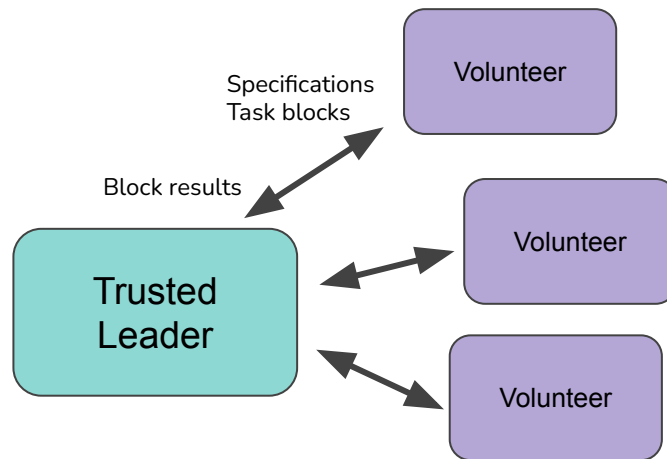 Volunteer
Specifications
Task blocks
Block results
Volunteer
Trusted
Leader
Volunteer